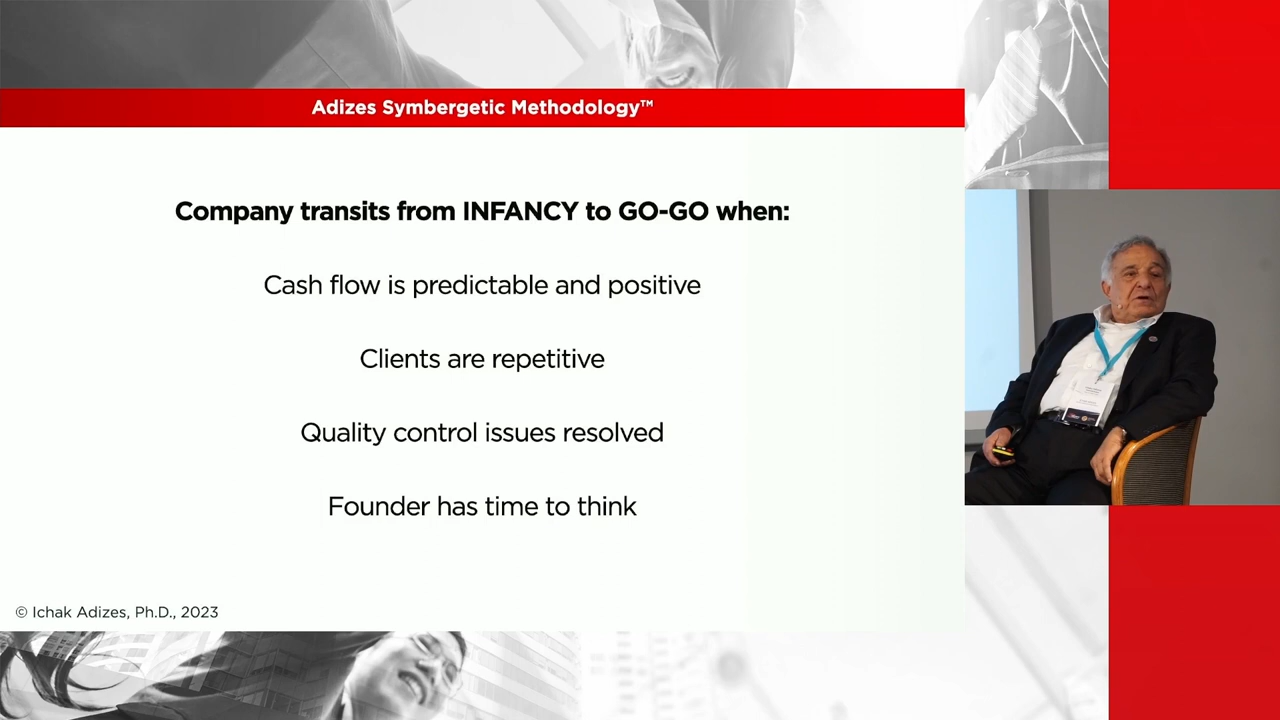 Adizes Symbergetic Methodology™
Company transits from INFANCY to GO-GO when:
Cash flow is predictable and positive
Clients are repetitive
Quality control issues resolved
Founder has time to think
© Ichak Adizes, Ph.D., 2023